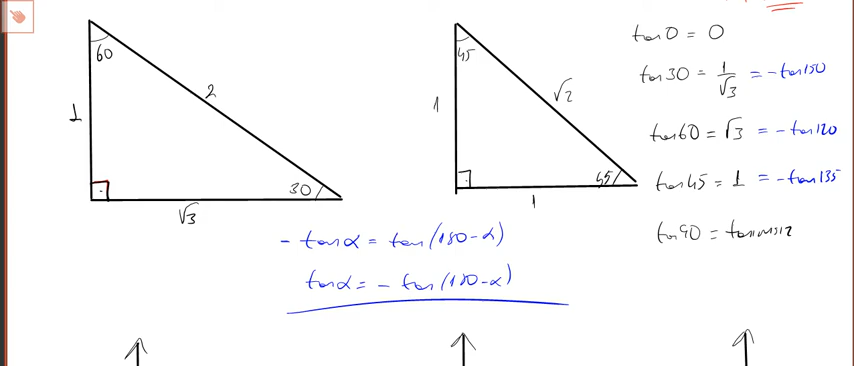 60
1
2
30
√3
45
1
√2
45
1
tan0 = 0
tan30 = 1/√3 = -tan150
tan60 = √3 = -tan120
tan45 = 1 = -tan135
tan90 = tanımsız
-tanα = tan(180-α)
tanα = -tan(180-α)